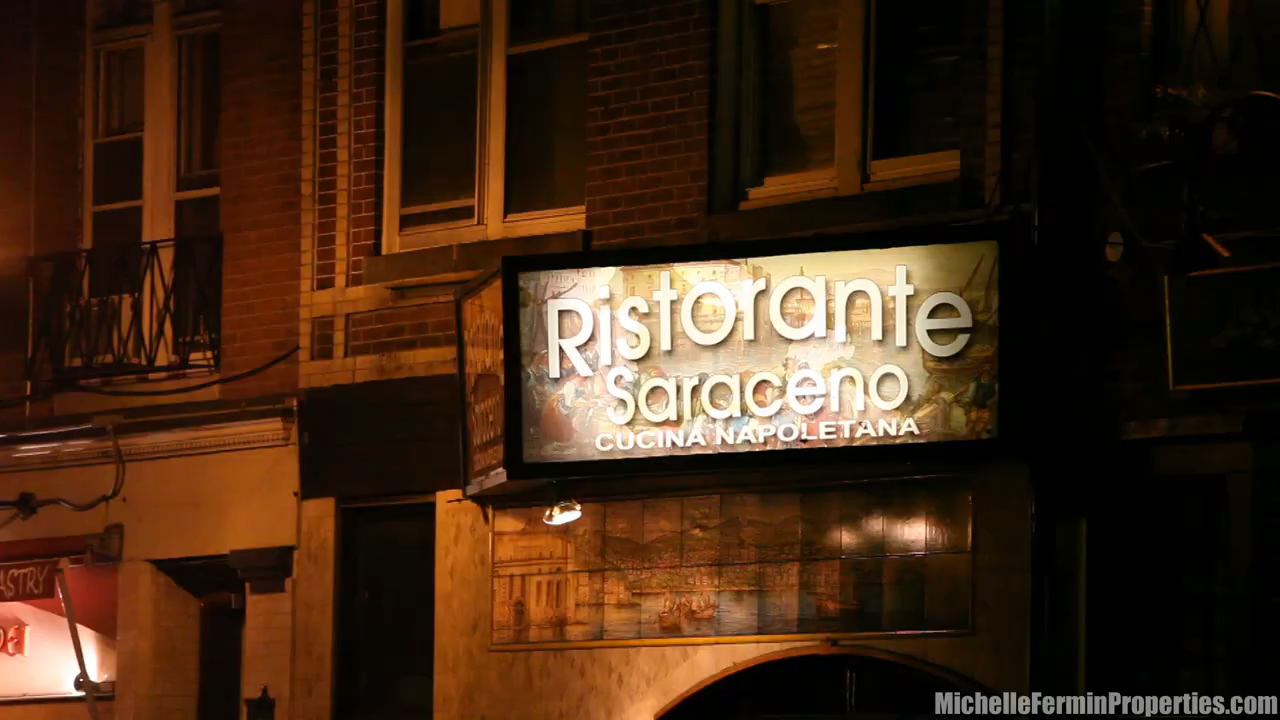 Ristorante
Saraceno
CUCINA NAPOLETANA
ASTRY
MichelleFerminProperties.com